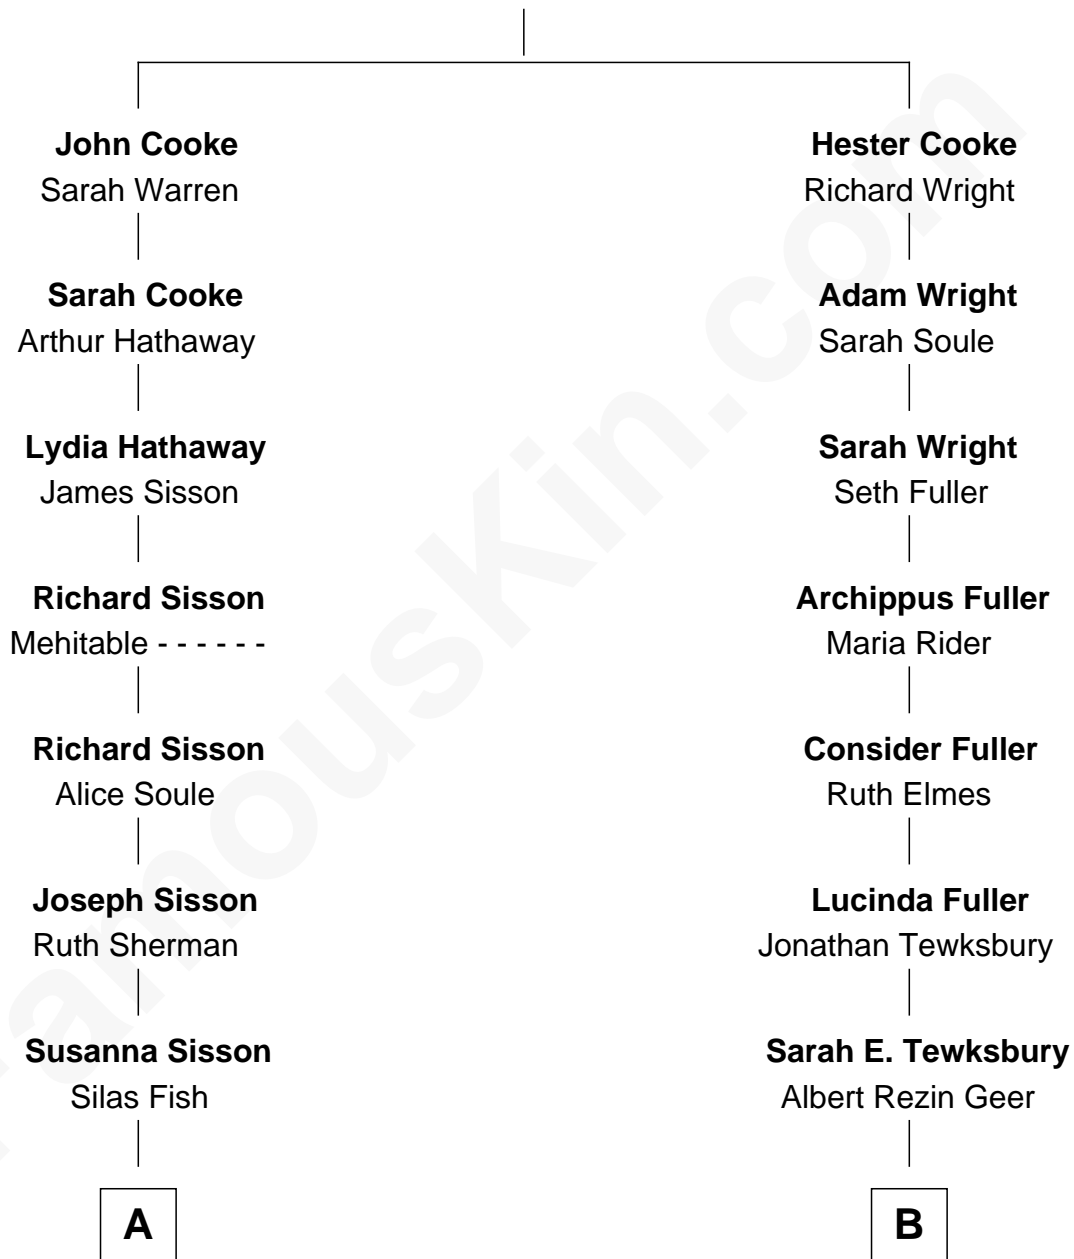 John Cooke
Sarah Warren
Sarah Cooke
Arthur Hathaway
Lydia Hathaway
James Sisson
Richard Sisson
Mehitable - - - - - -
Richard Sisson
Alice Soule
Joseph Sisson
Ruth Sherman
Susanna Sisson
Silas Fish
A
Hester Cooke
Richard Wright
Adam Wright
Sarah Soule
Sarah Wright
Seth Fuller
Archippus Fuller
Maria Rider
Consider Fuller
Ruth Elmes
Lucinda Fuller
Jonathan Tewksbury
Sarah E. Tewksbury
Albert Rezin Geer
B
FamousKin.com